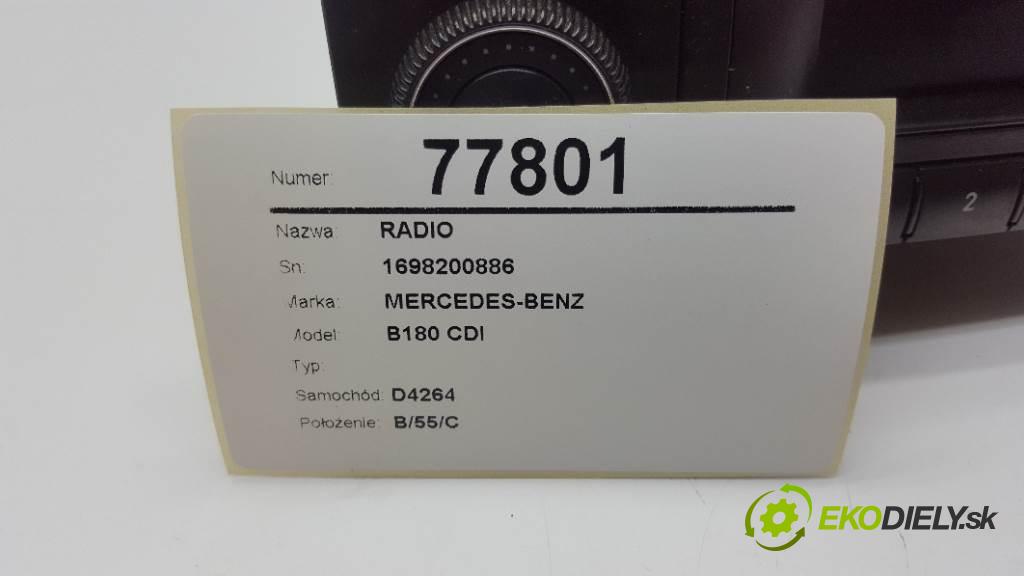 Numer: 77801
Nazwa: RADIO
Sn: 1698200886
Marka: MERCEDES-BENZ
Model: B180 CDI
Typ:
Samochód: D4264
Położenie: B/55/C
2
EKODIELY.sk